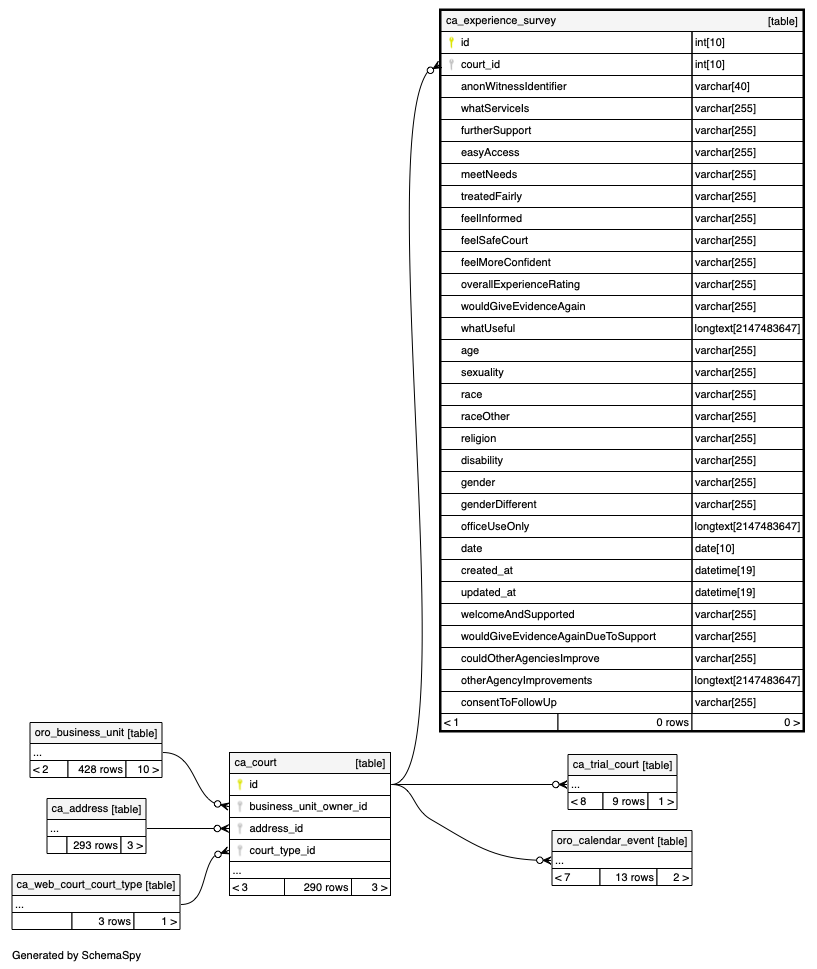 ca_experience_survey [table]
id int[10]
court_id int[10]
anonWitnessIdentifier varchar[40]
whatServiceIs varchar[255]
furtherSupport varchar[255]
easyAccess varchar[255]
meetNeeds varchar[255]
treatedFairly varchar[255]
feelInformed varchar[255]
feelSafeCourt varchar[255]
feelMoreConfident varchar[255]
overallExperienceRating varchar[255]
wouldGiveEvidenceAgain varchar[255]
whatUseful longtext[2147483647]
age varchar[255]
sexuality varchar[255]
race varchar[255]
raceOther varchar[255]
religion varchar[255]
disability varchar[255]
gender varchar[255]
genderDifferent varchar[255]
officeUseOnly longtext[2147483647]
date date[10]
created_at datetime[19]
updated_at datetime[19]
welcomeAndSupported varchar[255]
wouldGiveEvidenceAgainDueToSupport varchar[255]
couldOtherAgenciesImprove varchar[255]
otherAgencyImprovements longtext[2147483647]
consentToFollowUp varchar[255]
< 1 0 rows 0 >
oro_business_unit [table]
...
< 2 428 rows 10 >
ca_address [table]
...
293 rows 3 >
ca_web_court_court_type [table]
...
3 rows 1 >
ca_court [table]
id
business_unit_owner_id
address_id
court_type_id
...
< 3 290 rows 3 >
ca_trial_court [table]
...
< 8 9 rows 1 >
oro_calendar_event [table]
...
< 7 13 rows 2 >
Generated by SchemaSpy